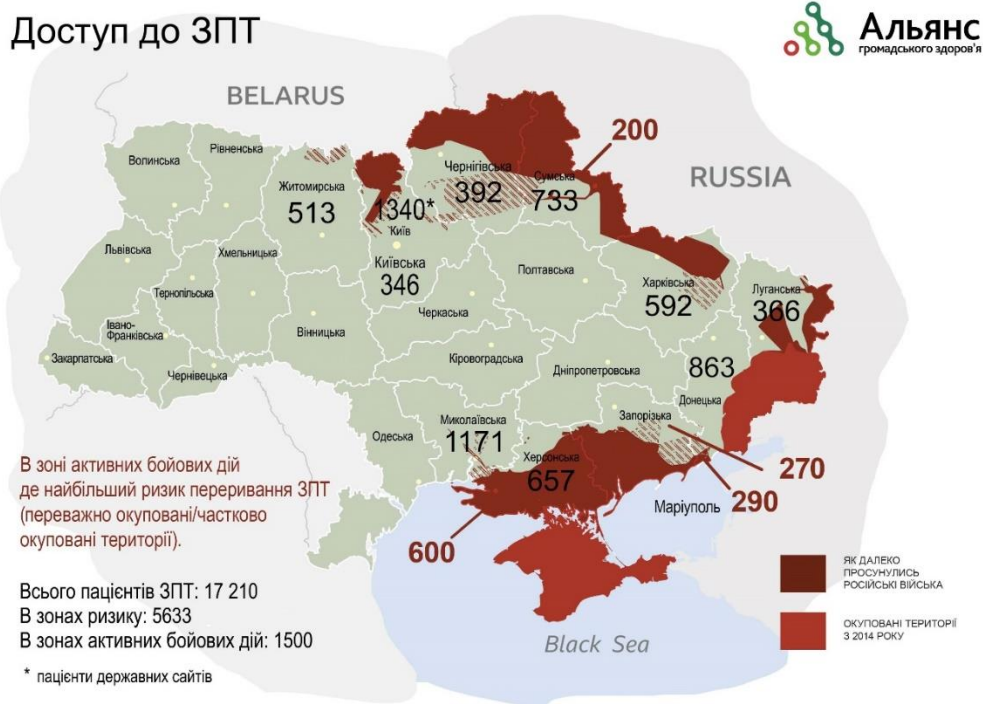 Доступ до ЗПТ
Альянс
громадського здоров'я
BELARUS
RUSSIA
200
Волинська
Рівненська
Житомирська
513
1340*
Київ
Чернігівська
392
Сумська
733
Київська
346
Львівська
Тернопільська
Хмельницька
Івано-
Франківська
Закарпатська
Чернівецька
Вінницька
Черкаська
Полтавська
Харківська
592
Луганська
366
Кіровоградська
Дніпропетровська
863
Донецька
Одеська
Миколаївська
1171
Запорізька
Херсонська
657
270
290
Маріуполь
600
Black Sea
В зоні активних бойових дій
де найбільший ризик переривання ЗПТ
(переважно окуповані/частково
окуповані території).
Всього пацієнтів ЗПТ: 17 210
В зонах ризику: 5633
В зонах активних бойових дій: 1500
* пацієнти державних сайтів
ЯК ДАЛЕКО
ПРОСУНУЛИСЬ
РОСІЙСЬКІ ВІЙСЬКА
ОКУПОВАНІ ТЕРИТОРІЇ
З 2014 РОКУ